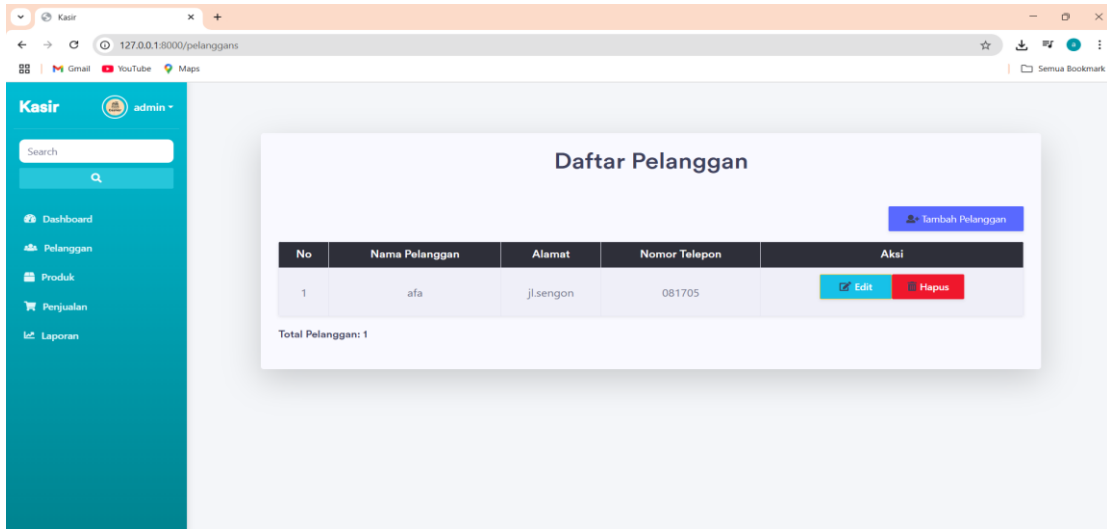 Kasir
127.0.0.1:8000/pelanggans
a
Gmail YouTube Maps
Semua Bookmark
Kasir admin
Search
Dashboard
Pelanggan
Produk
Penjualan
Laporan
Daftar Pelanggan
Tambah Pelanggan
No Nama Pelanggan Alamat Nomor Telepon Aksi
1 afa jl.sengon 081705 Edit Hapus
Total Pelanggan: 1